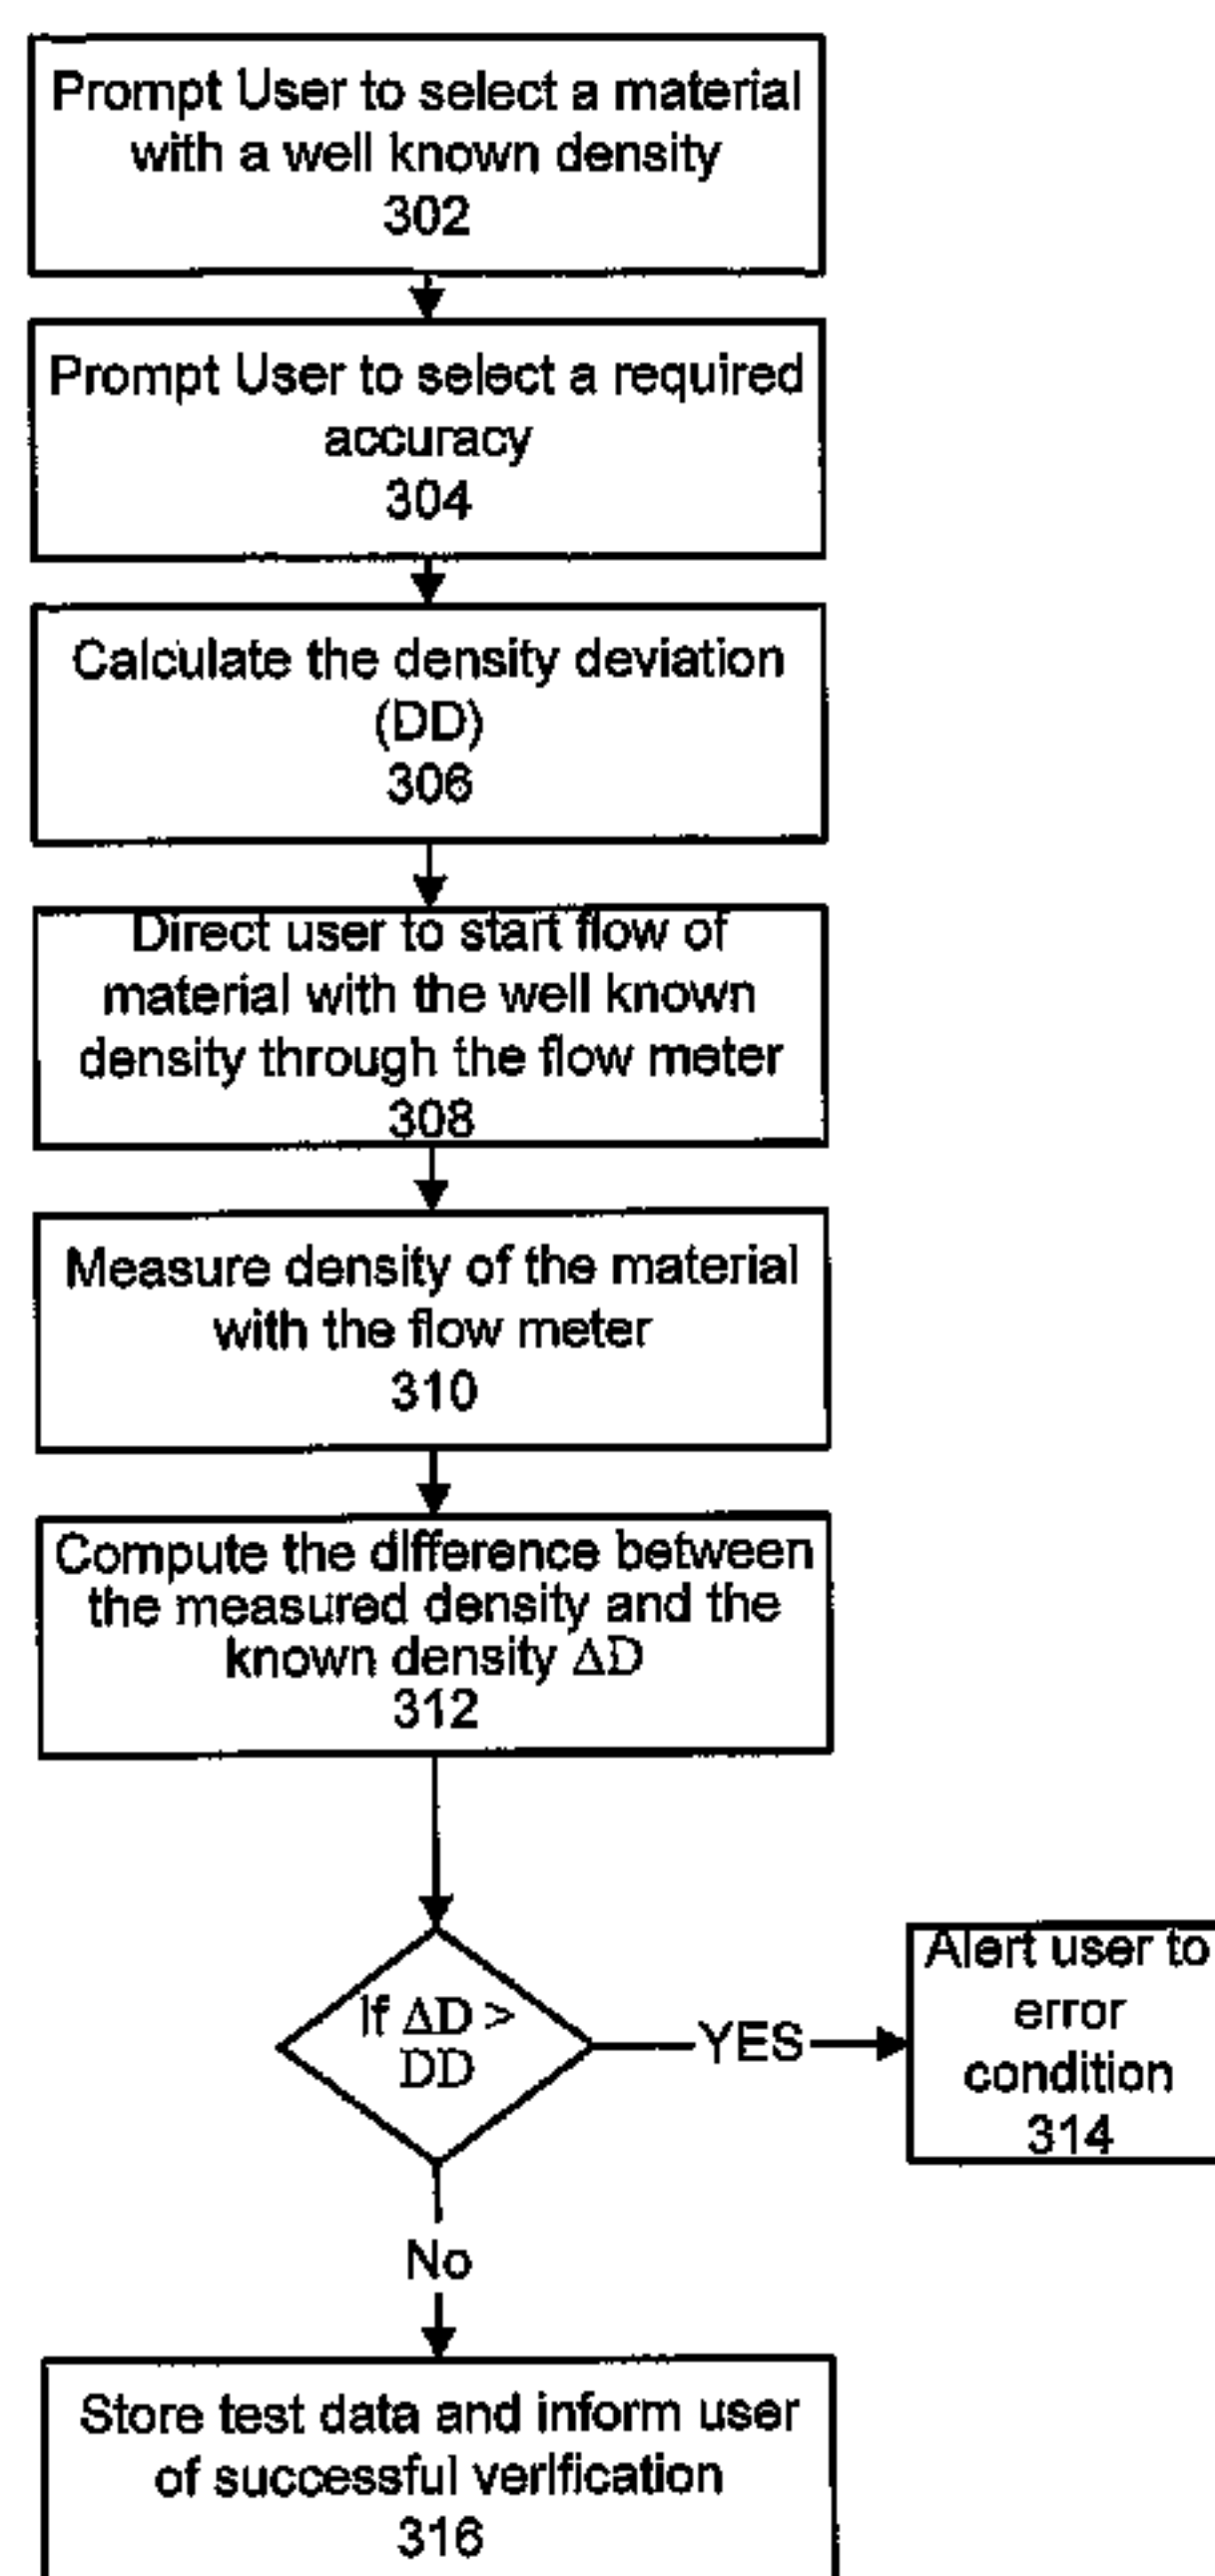 Prompt User to select a material
with a well known density
302
Prompt User to select a required
accuracy
304
Calculate the density deviation
(DD)
306
Direct user to start flow of
material with the well known
density through the flow meter
308
Measure density of the material
with the flow meter
310
Compute the difference between
the measured density and the
known density ΔD
312
If ΔD >
DD
YES
Alert user to
error
condition
314
No
Store test data and inform user
of successful verification
316